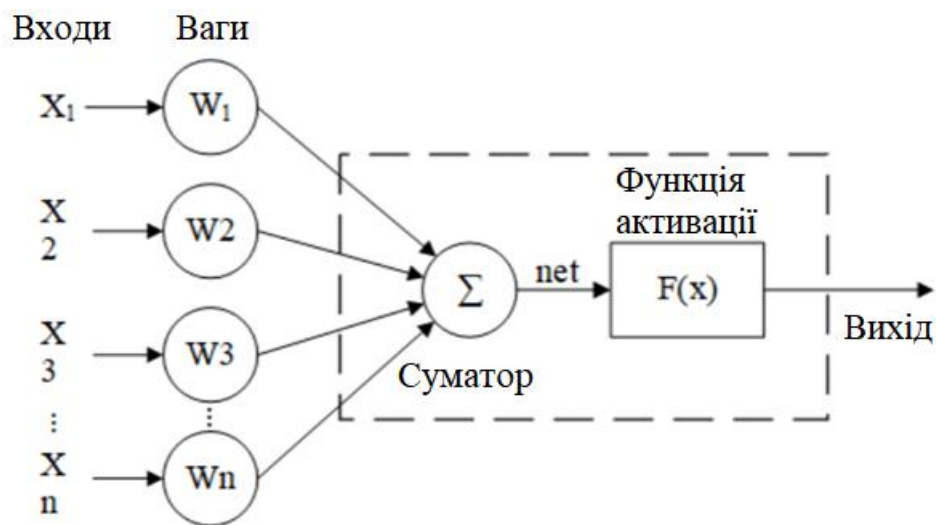 Входи Ваги
X₁ W₁
Функція
активації
X
2
W2
Σ net F(x)
Вихід
X
3
W3
Суматор
⋮ ⋮
X
n
Wn